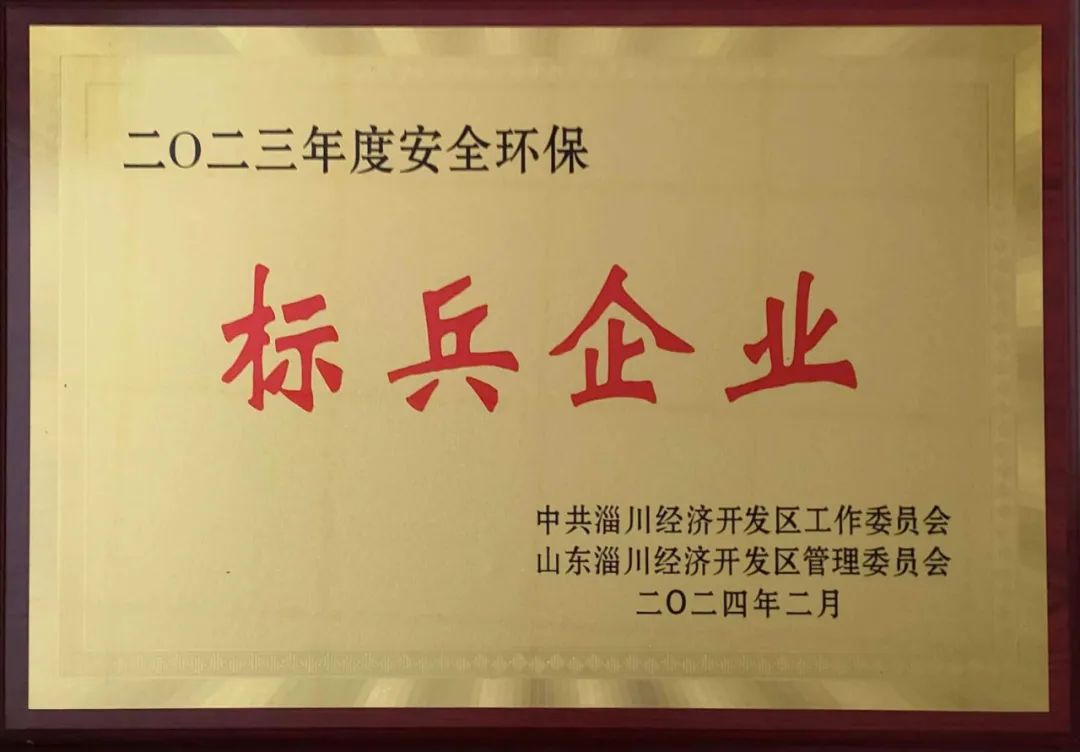 二〇二三年度安全环保
标兵企业
中共淄川经济开发区工作委员会
山东淄川经济开发区管理委员会
二〇二四年二月